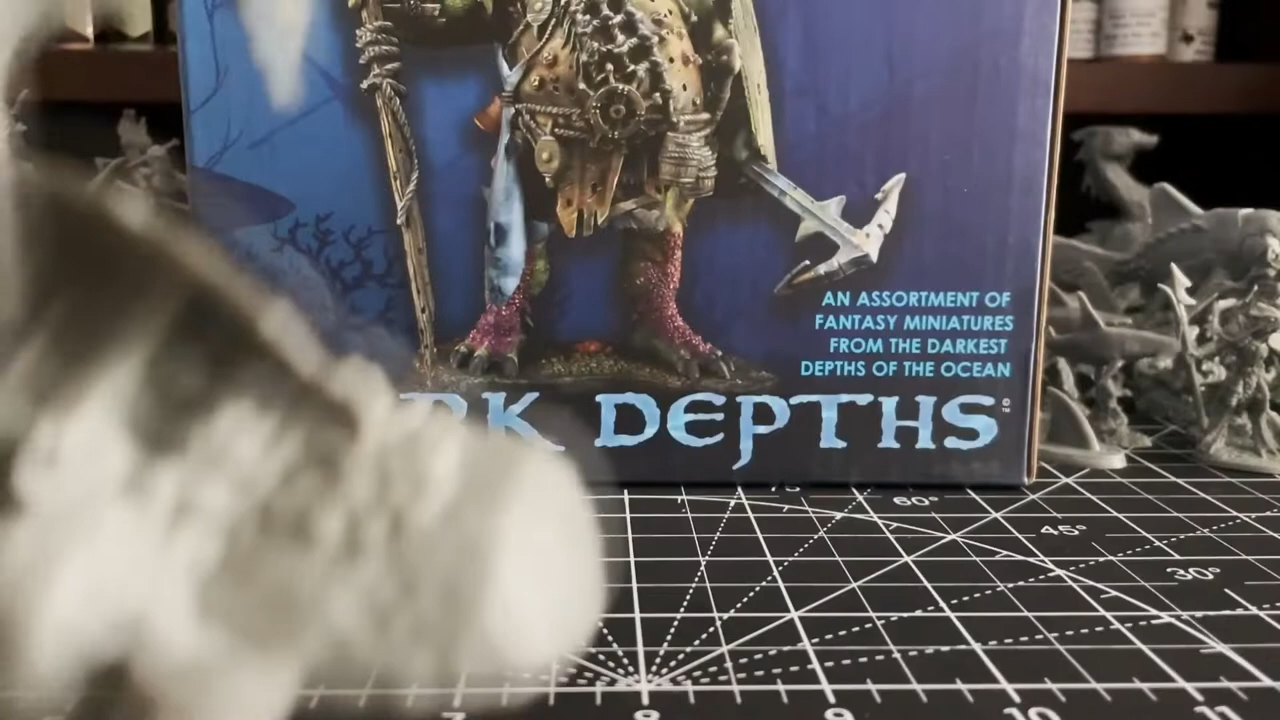 AN ASSORTMENT OF
FANTASY MINIATURES
FROM THE DARKEST
DEPTHS OF THE OCEAN
DEPTHS
60°
45°
30°
8
9
10
11